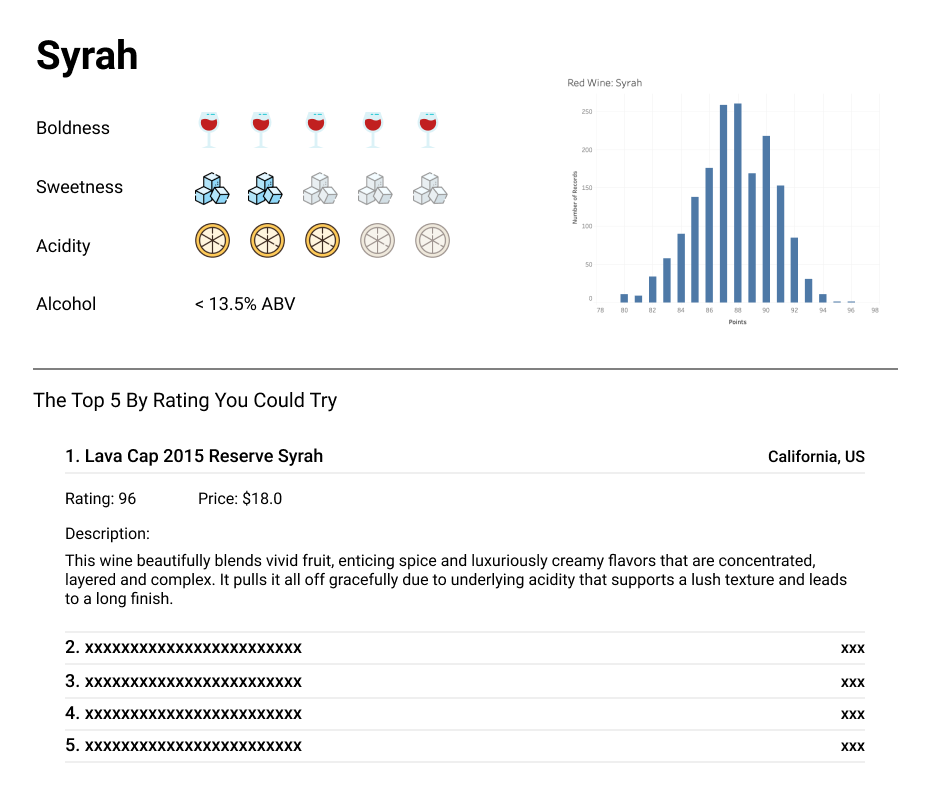 Syrah
Boldness
Sweetness
Acidity
Alcohol
< 13.5% ABV
Red Wine: Syrah
250
200
150
100
50
0
Number of Records
78 80 82 84 86 88 90 92 94 96 98
Points
The Top 5 By Rating You Could Try
1. Lava Cap 2015 Reserve Syrah California, US
Rating: 96 Price: $18.0
Description:
This wine beautifully blends vivid fruit, enticing spice and luxuriously creamy flavors that are concentrated,
layered and complex. It pulls it all off gracefully due to underlying acidity that supports a lush texture and leads
to a long finish.
2. xxxxxxxxxxxxxxxxxxxxxxxx xxx
3. xxxxxxxxxxxxxxxxxxxxxxxx xxx
4. xxxxxxxxxxxxxxxxxxxxxxxx xxx
5. xxxxxxxxxxxxxxxxxxxxxxxx xxx